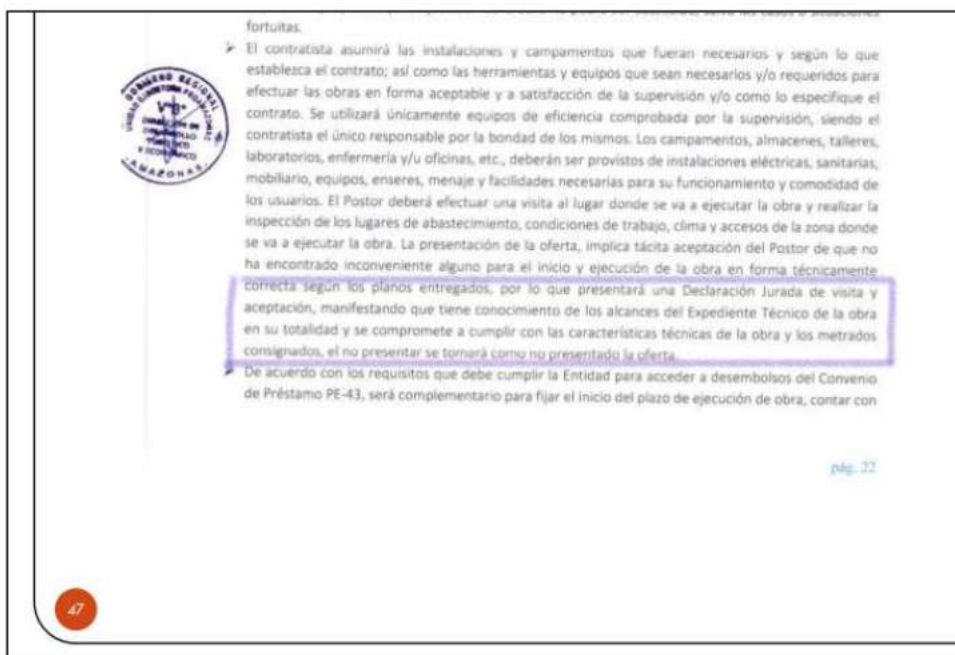 fortuitas.
➢ El contratista asumirá las instalaciones y campamentos que fueran necesarios y según lo que
establezca el contrato; así como las herramientas y equipos que sean necesarios y/o requeridos para
efectuar las obras en forma aceptable y a satisfacción de la supervisión y/o como lo especifique el
contrato. Se utilizará únicamente equipos de eficiencia comprobada por la supervisión, siendo el
contratista el único responsable por la bondad de los mismos. Los campamentos, almacenes, talleres,
laboratorios, enfermería y/u oficinas, etc., deberán ser provistos de instalaciones eléctricas, sanitarias,
mobiliario, equipos, enseres, menaje y facilidades necesarias para su funcionamiento y comodidad de
los usuarios. El Postor deberá efectuar una visita al lugar donde se va a ejecutar la obra y realizar la
inspección de los lugares de abastecimiento, condiciones de trabajo, clima y accesos de la zona donde
se va a ejecutar la obra. La presentación de la oferta, implica tácita aceptación del Postor de que no
ha encontrado inconveniente alguno para el inicio y ejecución de la obra en forma técnicamente
correcta según los planos entregados, por lo que presentará una Declaración Jurada de visita y
aceptación, manifestando que tiene conocimiento de los alcances del Expediente Técnico de la obra
en su totalidad y se compromete a cumplir con las características técnicas de la obra y los metrados
consignados, el no presentar se tomará como no presentado la oferta.
➢ De acuerdo con los requisitos que debe cumplir la Entidad para acceder a desembolsos del Convenio
de Préstamo PE-43, será complementario para fijar el inicio del plazo de ejecución de obra, contar con
GOBIERNO REGIONAL
AMAZONAS
V°B°
pág. 22
47